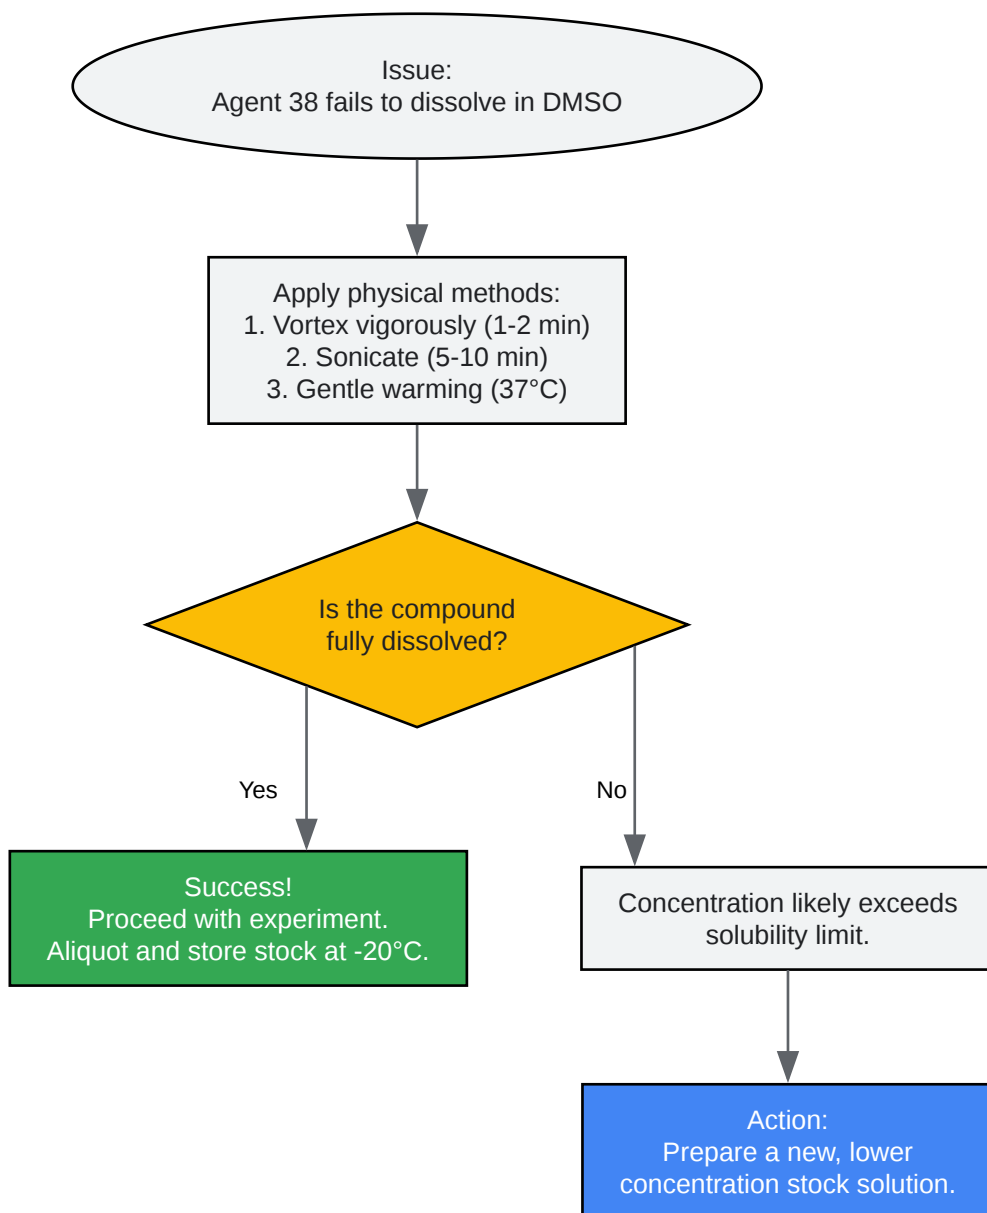 Issue:
Agent 38 fails to dissolve in DMSO
Apply physical methods:
1. Vortex vigorously (1-2 min)
2. Sonicate (5-10 min)
3. Gentle warming (37°C)
Is the compound
fully dissolved?
Yes
No
Success!
Proceed with experiment.
Aliquot and store stock at -20°C.
Concentration likely exceeds
solubility limit.
Action:
Prepare a new, lower
concentration stock solution.